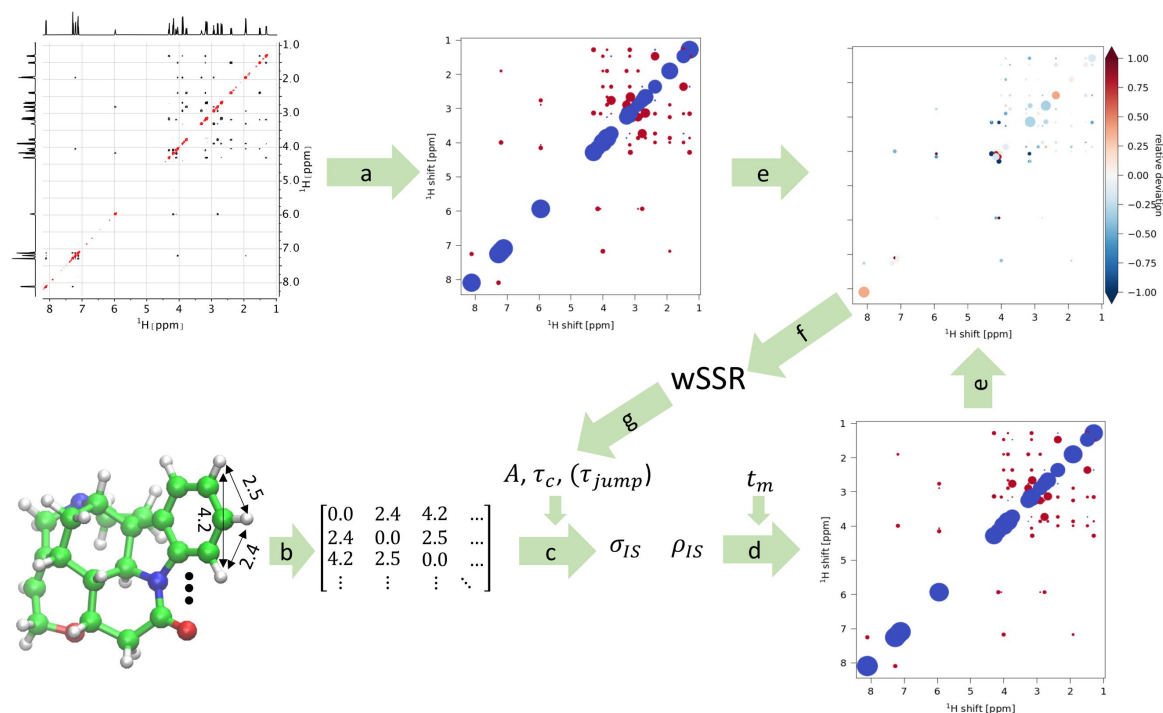 1.0
2.0
3.0
4.0
5.0
6.0
7.0
8.0
¹H [ppm]
8 7 6 5 4 3 2 1
¹H [ppm]
a
1
2
3
4
5
6
7
8
¹H shift [ppm]
8 7 6 5 4 3 2 1
¹H shift [ppm]
e
8 7 6 5 4 3 2 1
¹H shift [ppm]
1.00
0.75
0.50
0.25
0.00
−0.25
−0.50
−0.75
−1.00
relative deviation
f
wSSR
g
e
2.5
4.2
2.4
b
0.0 2.4 4.2 ...
2.4 0.0 2.5 ...
4.2 2.5 0.0 ...
⋮ ⋮ ⋮ ⋱
A, τc, (τjump)
c
σIS ρIS
tm
d
1
2
3
4
5
6
7
8
¹H shift [ppm]
8 7 6 5 4 3 2 1
¹H shift [ppm]